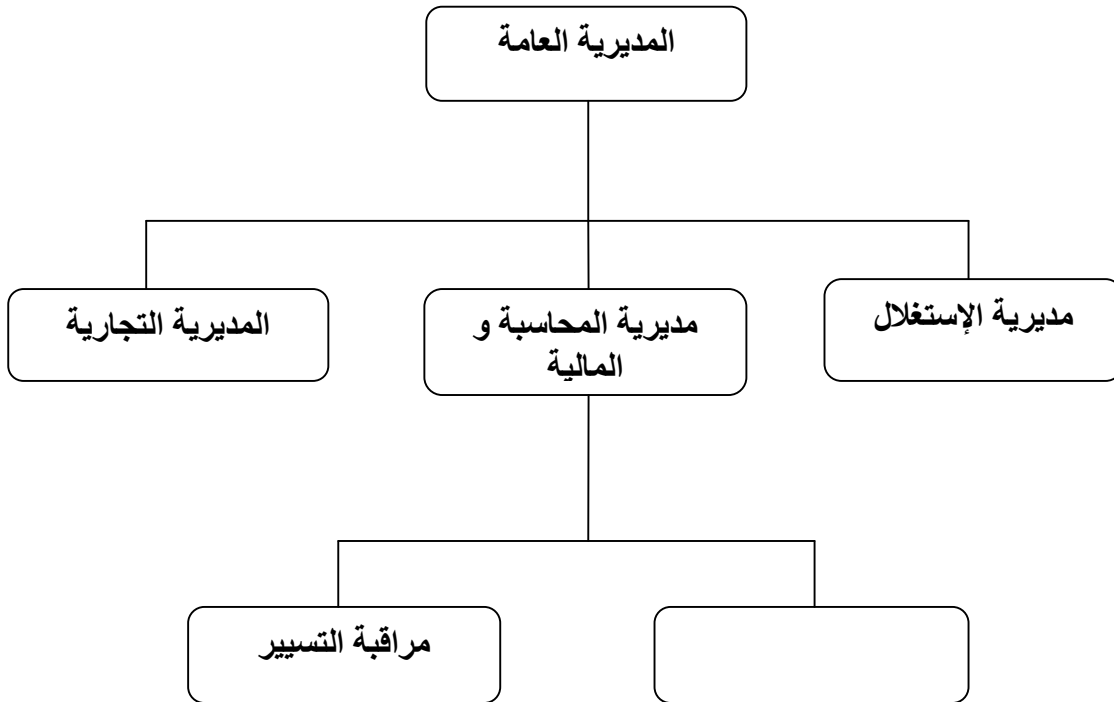 المديرية العامة
مديرية الإستغلال
مديرية المحاسبة و
المالية
المديرية التجارية
مراقبة التسيير